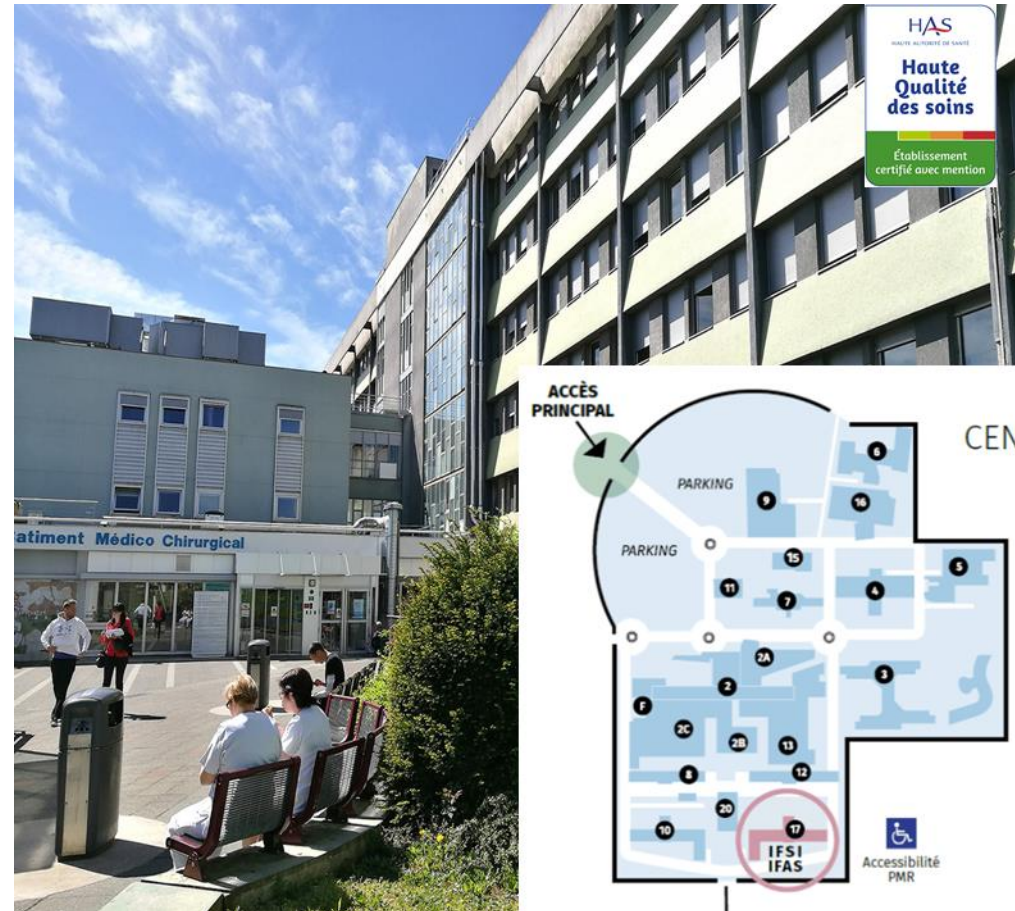 HAS
HAUTE AUTORITÉ DE SANTÉ
Haute
Qualité
des soins
Établissement
certifié avec mention
atiment Médico Chirurgical
ACCÈS
PRINCIPAL
CEN
PARKING
PARKING
6
9
16
15
5
11
7
4
2A
3
2
F
2C
2B
13
8
12
20
10
17
IFSI
IFAS
Accessibilité
PMR